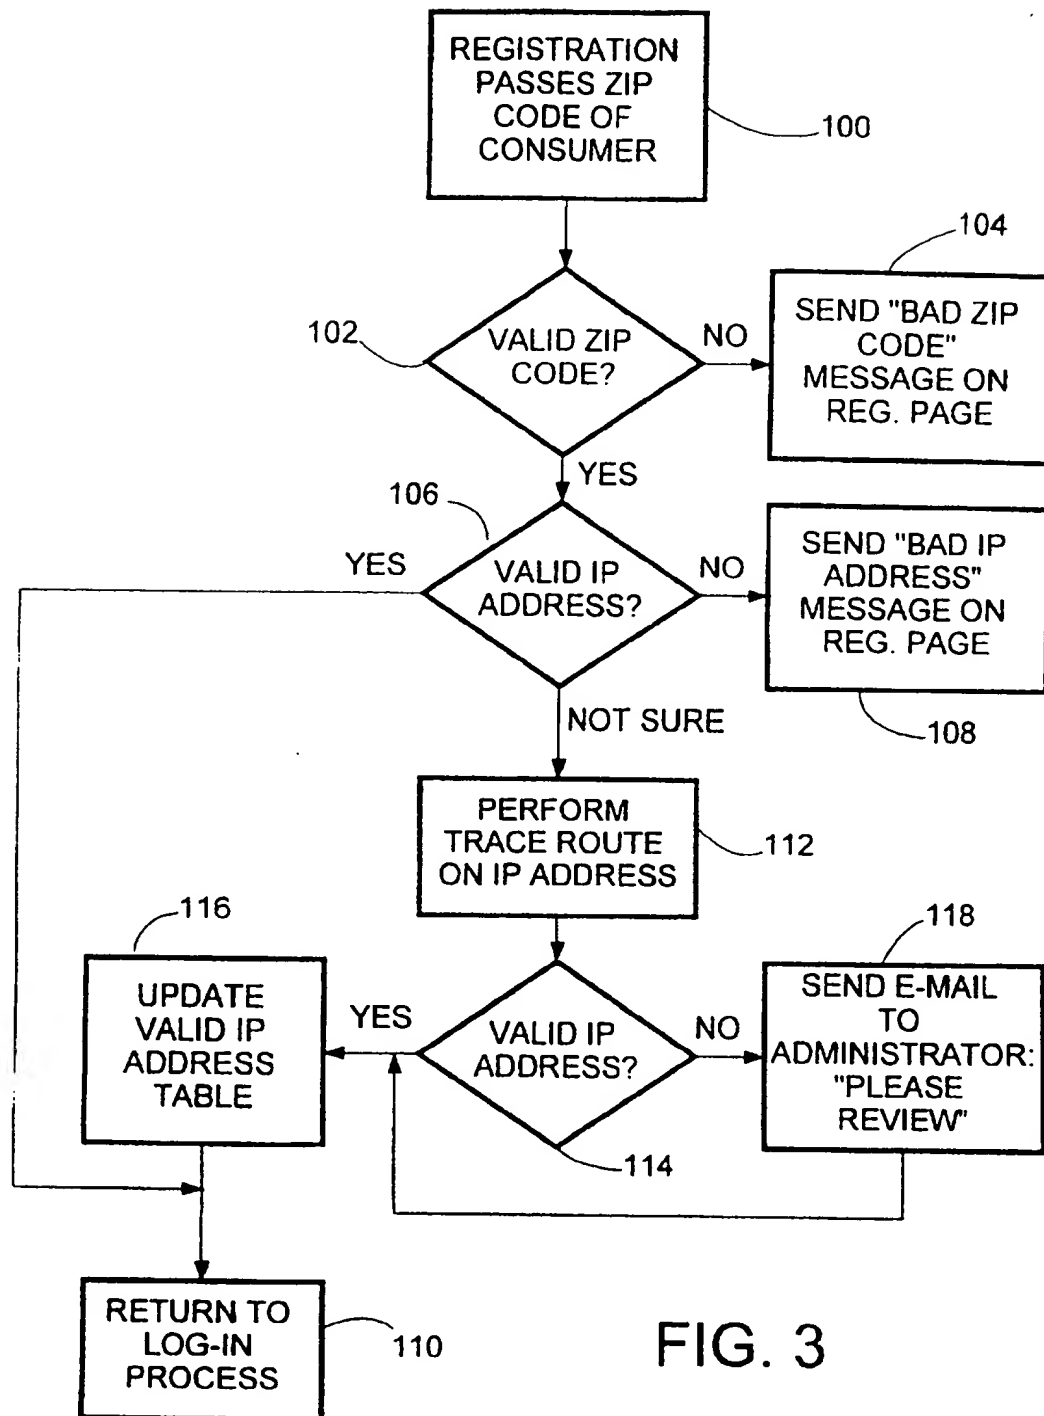 REGISTRATION
PASSES ZIP
CODE OF
CONSUMER
100
104
102
VALID ZIP
CODE?
NO
SEND "BAD ZIP
CODE"
MESSAGE ON
REG. PAGE
YES
106
YES
VALID IP
ADDRESS?
NO
SEND "BAD IP
ADDRESS"
MESSAGE ON
REG. PAGE
108
NOT SURE
PERFORM
TRACE ROUTE
ON IP ADDRESS
112
116
118
UPDATE
VALID IP
ADDRESS
TABLE
YES
VALID IP
ADDRESS?
NO
SEND E-MAIL
TO
ADMINISTRATOR:
"PLEASE
REVIEW"
114
RETURN TO
LOG-IN
PROCESS
110
FIG. 3